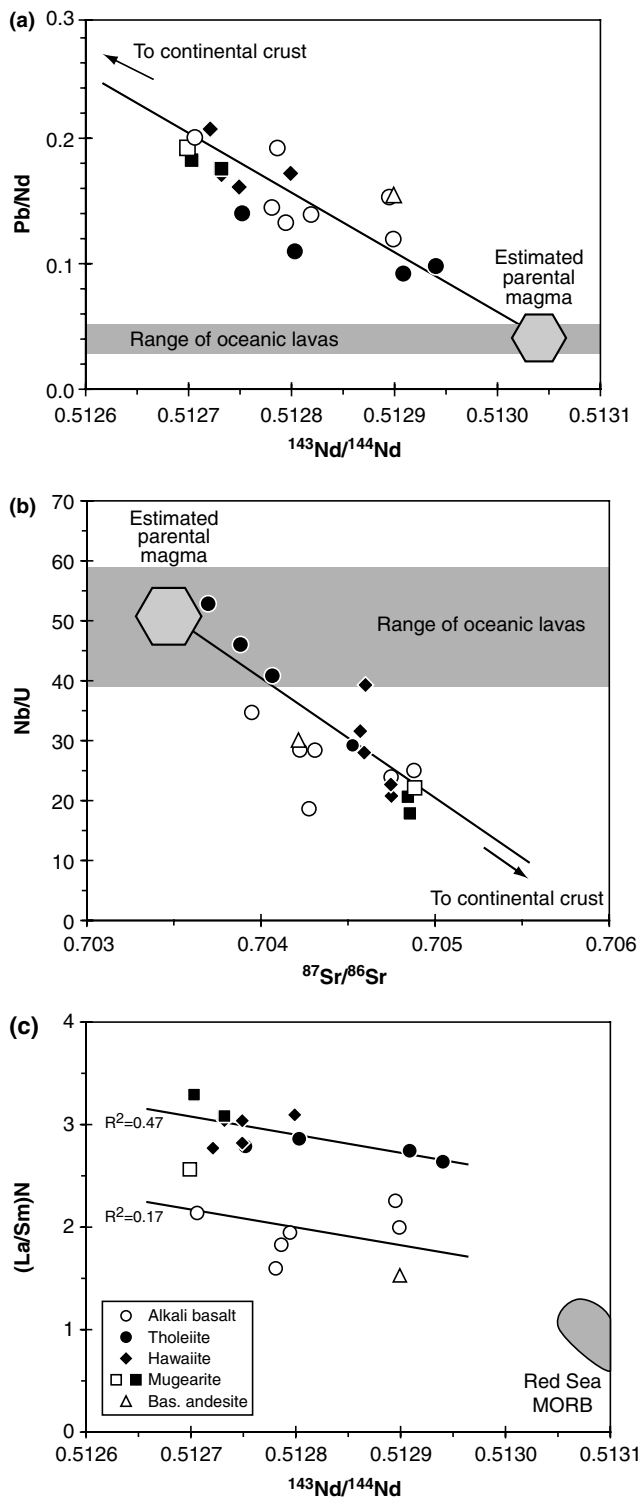 (a)
0.3
To continental crust
0.2
Pb/Nd
Estimated
parental
magma
0.1
Range of oceanic lavas
0.0
0.5126 0.5127 0.5128 0.5129 0.5130 0.5131
143Nd/144Nd
(b)
70
Estimated
parental
magma
60
50
Range of oceanic lavas
40
Nb/U
30
20
10
To continental crust
0
0.703 0.704 0.705 0.706
87Sr/86Sr
(c)
4
R2=0.47
3
(La/Sm)N
R2=0.17
2
Alkali basalt
Tholeiite
1
Hawaiite
Mugearite
Red Sea
MORB
Bas. andesite
0
0.5126 0.5127 0.5128 0.5129 0.5130 0.5131
143Nd/144Nd